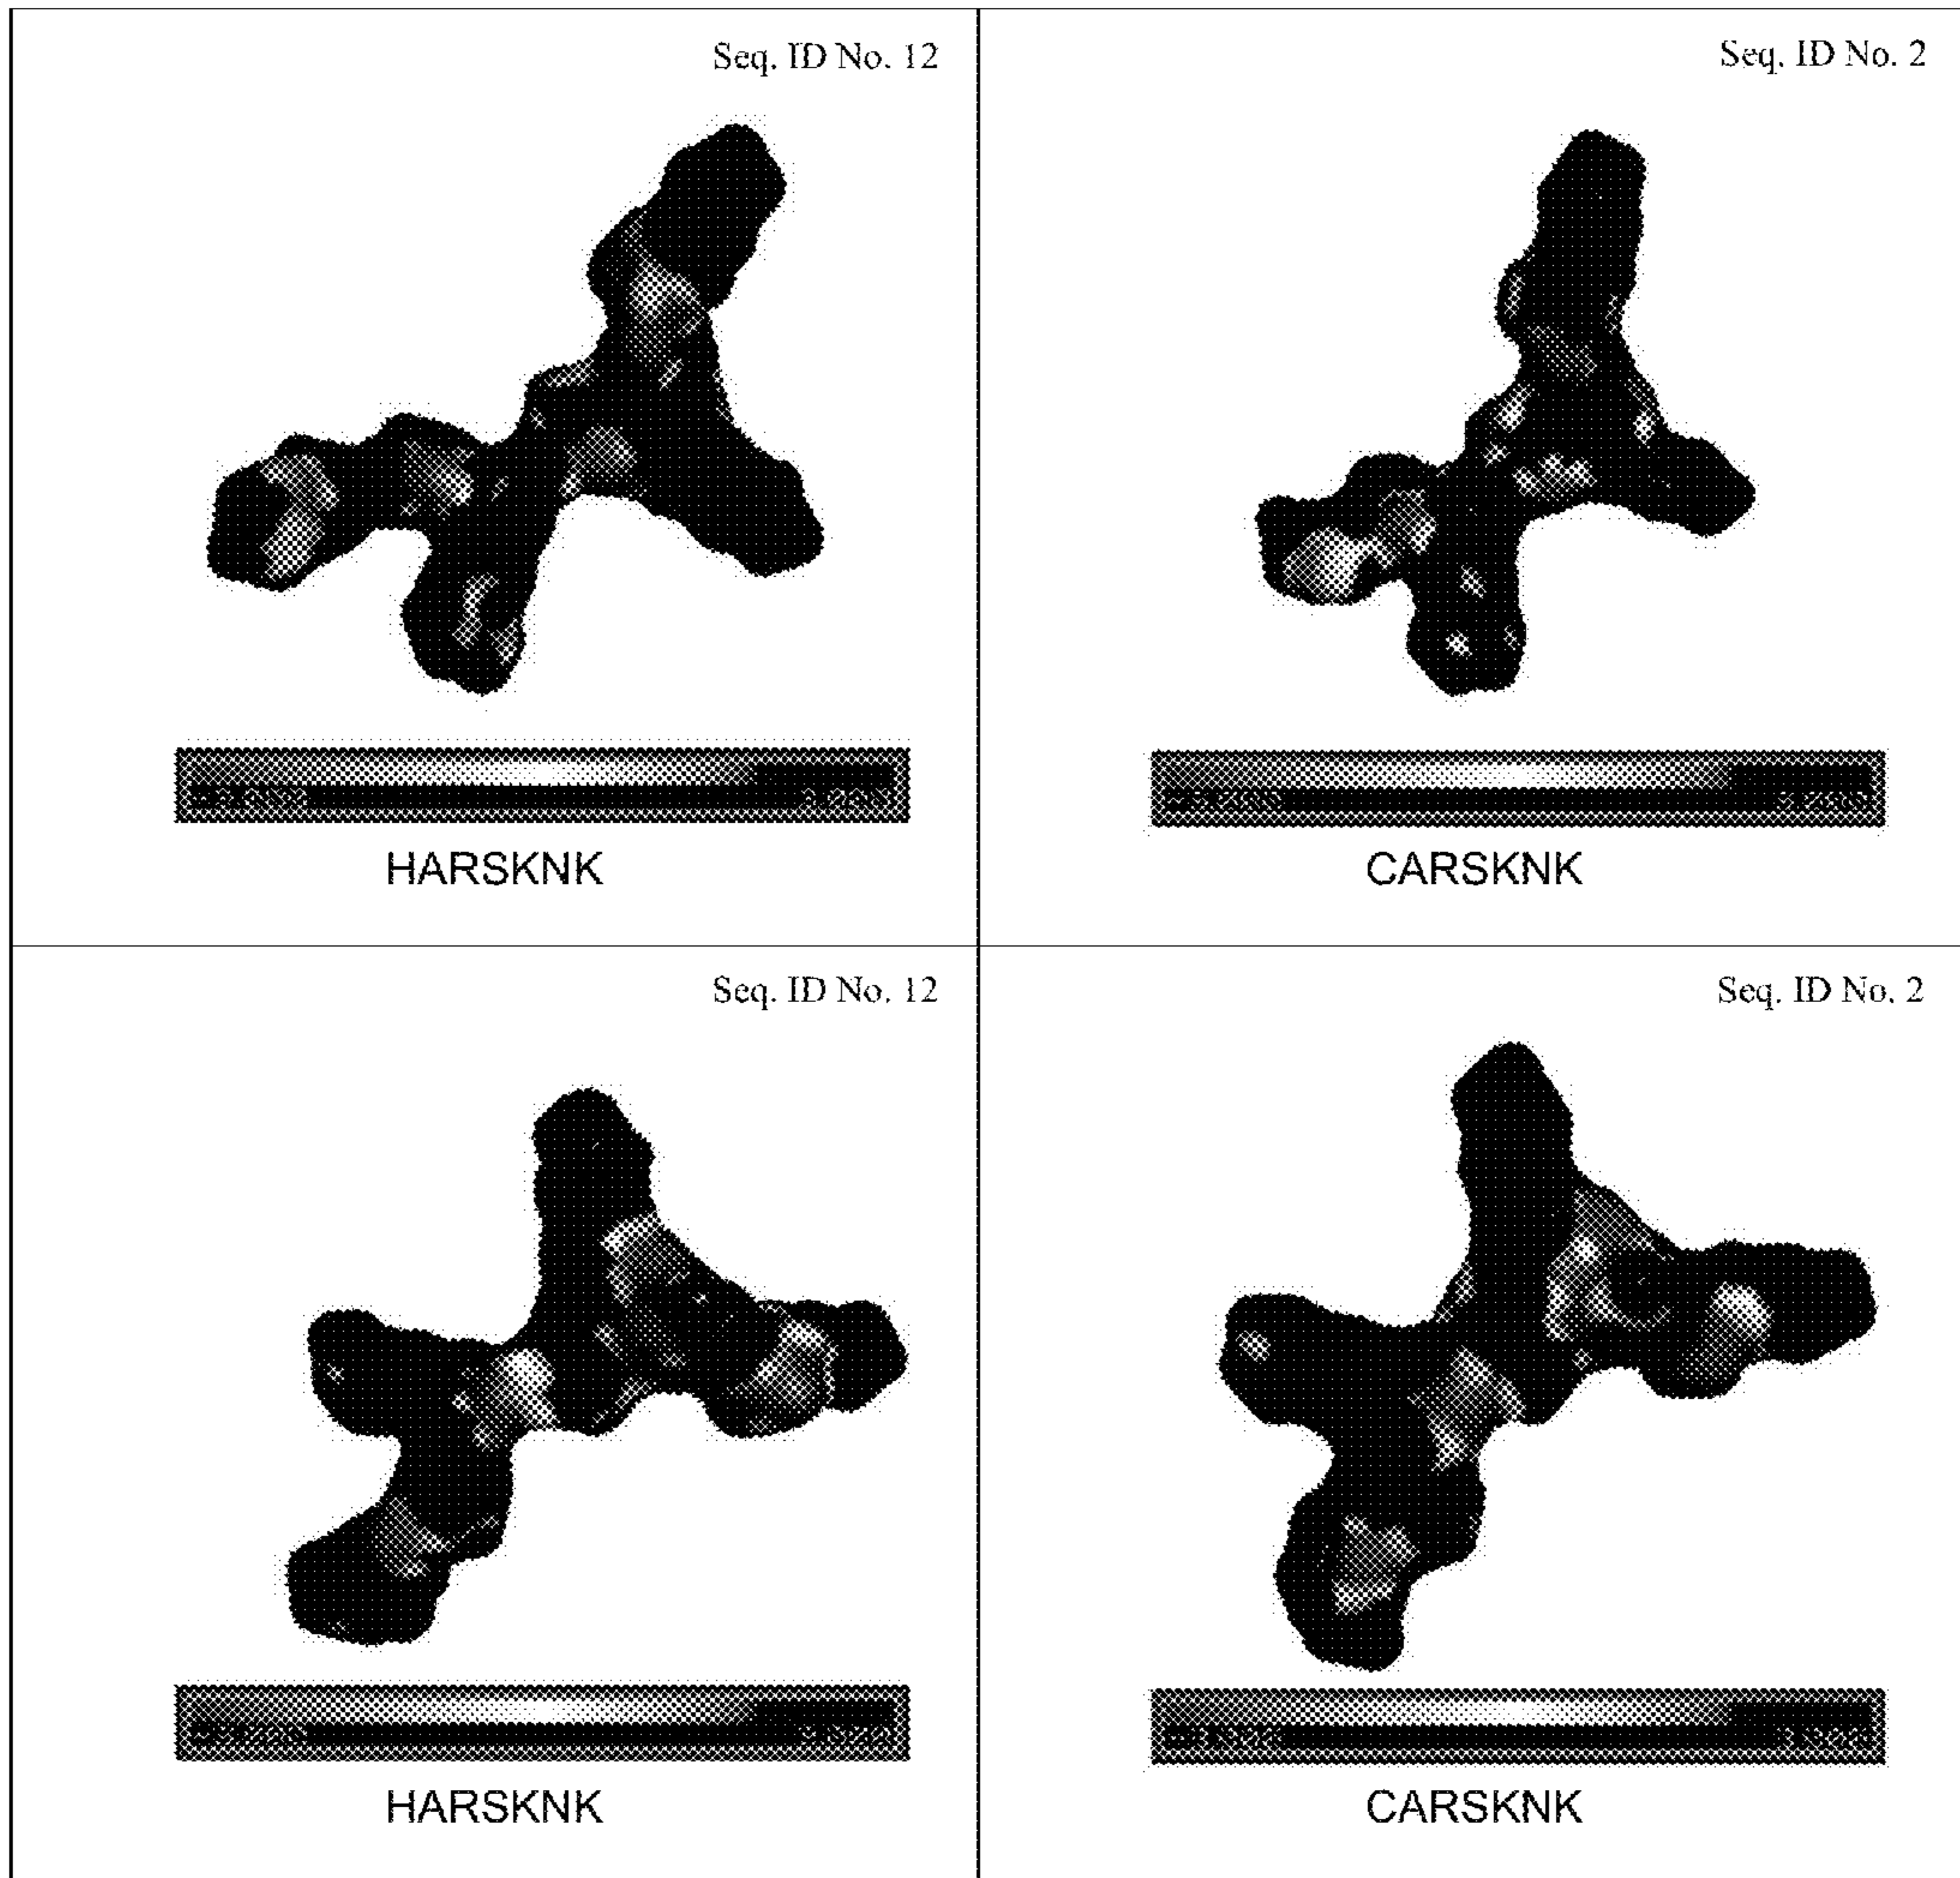 Seq. ID No. 12
Seq. ID No. 2
HARSKNK
CARSKNK
Seq. ID No. 12
Seq. ID No. 2
HARSKNK
CARSKNK